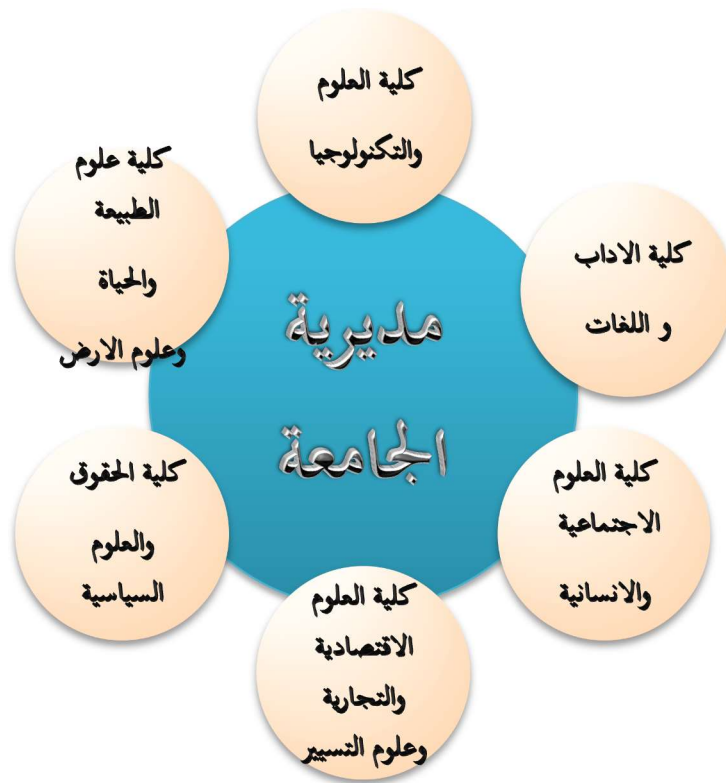 كلية العلوم
والتكنولوجيا
كلية الاداب
و اللغات
كلية العلوم
الاجتماعية
والانسانية
كلية العلوم
الاقتصادية
والتجارية
وعلوم التسيير
كلية الحقوق
والعلوم
السياسية
كلية علوم
الطبيعة
والحياة
وعلوم الارض
مديرية
الجامعة